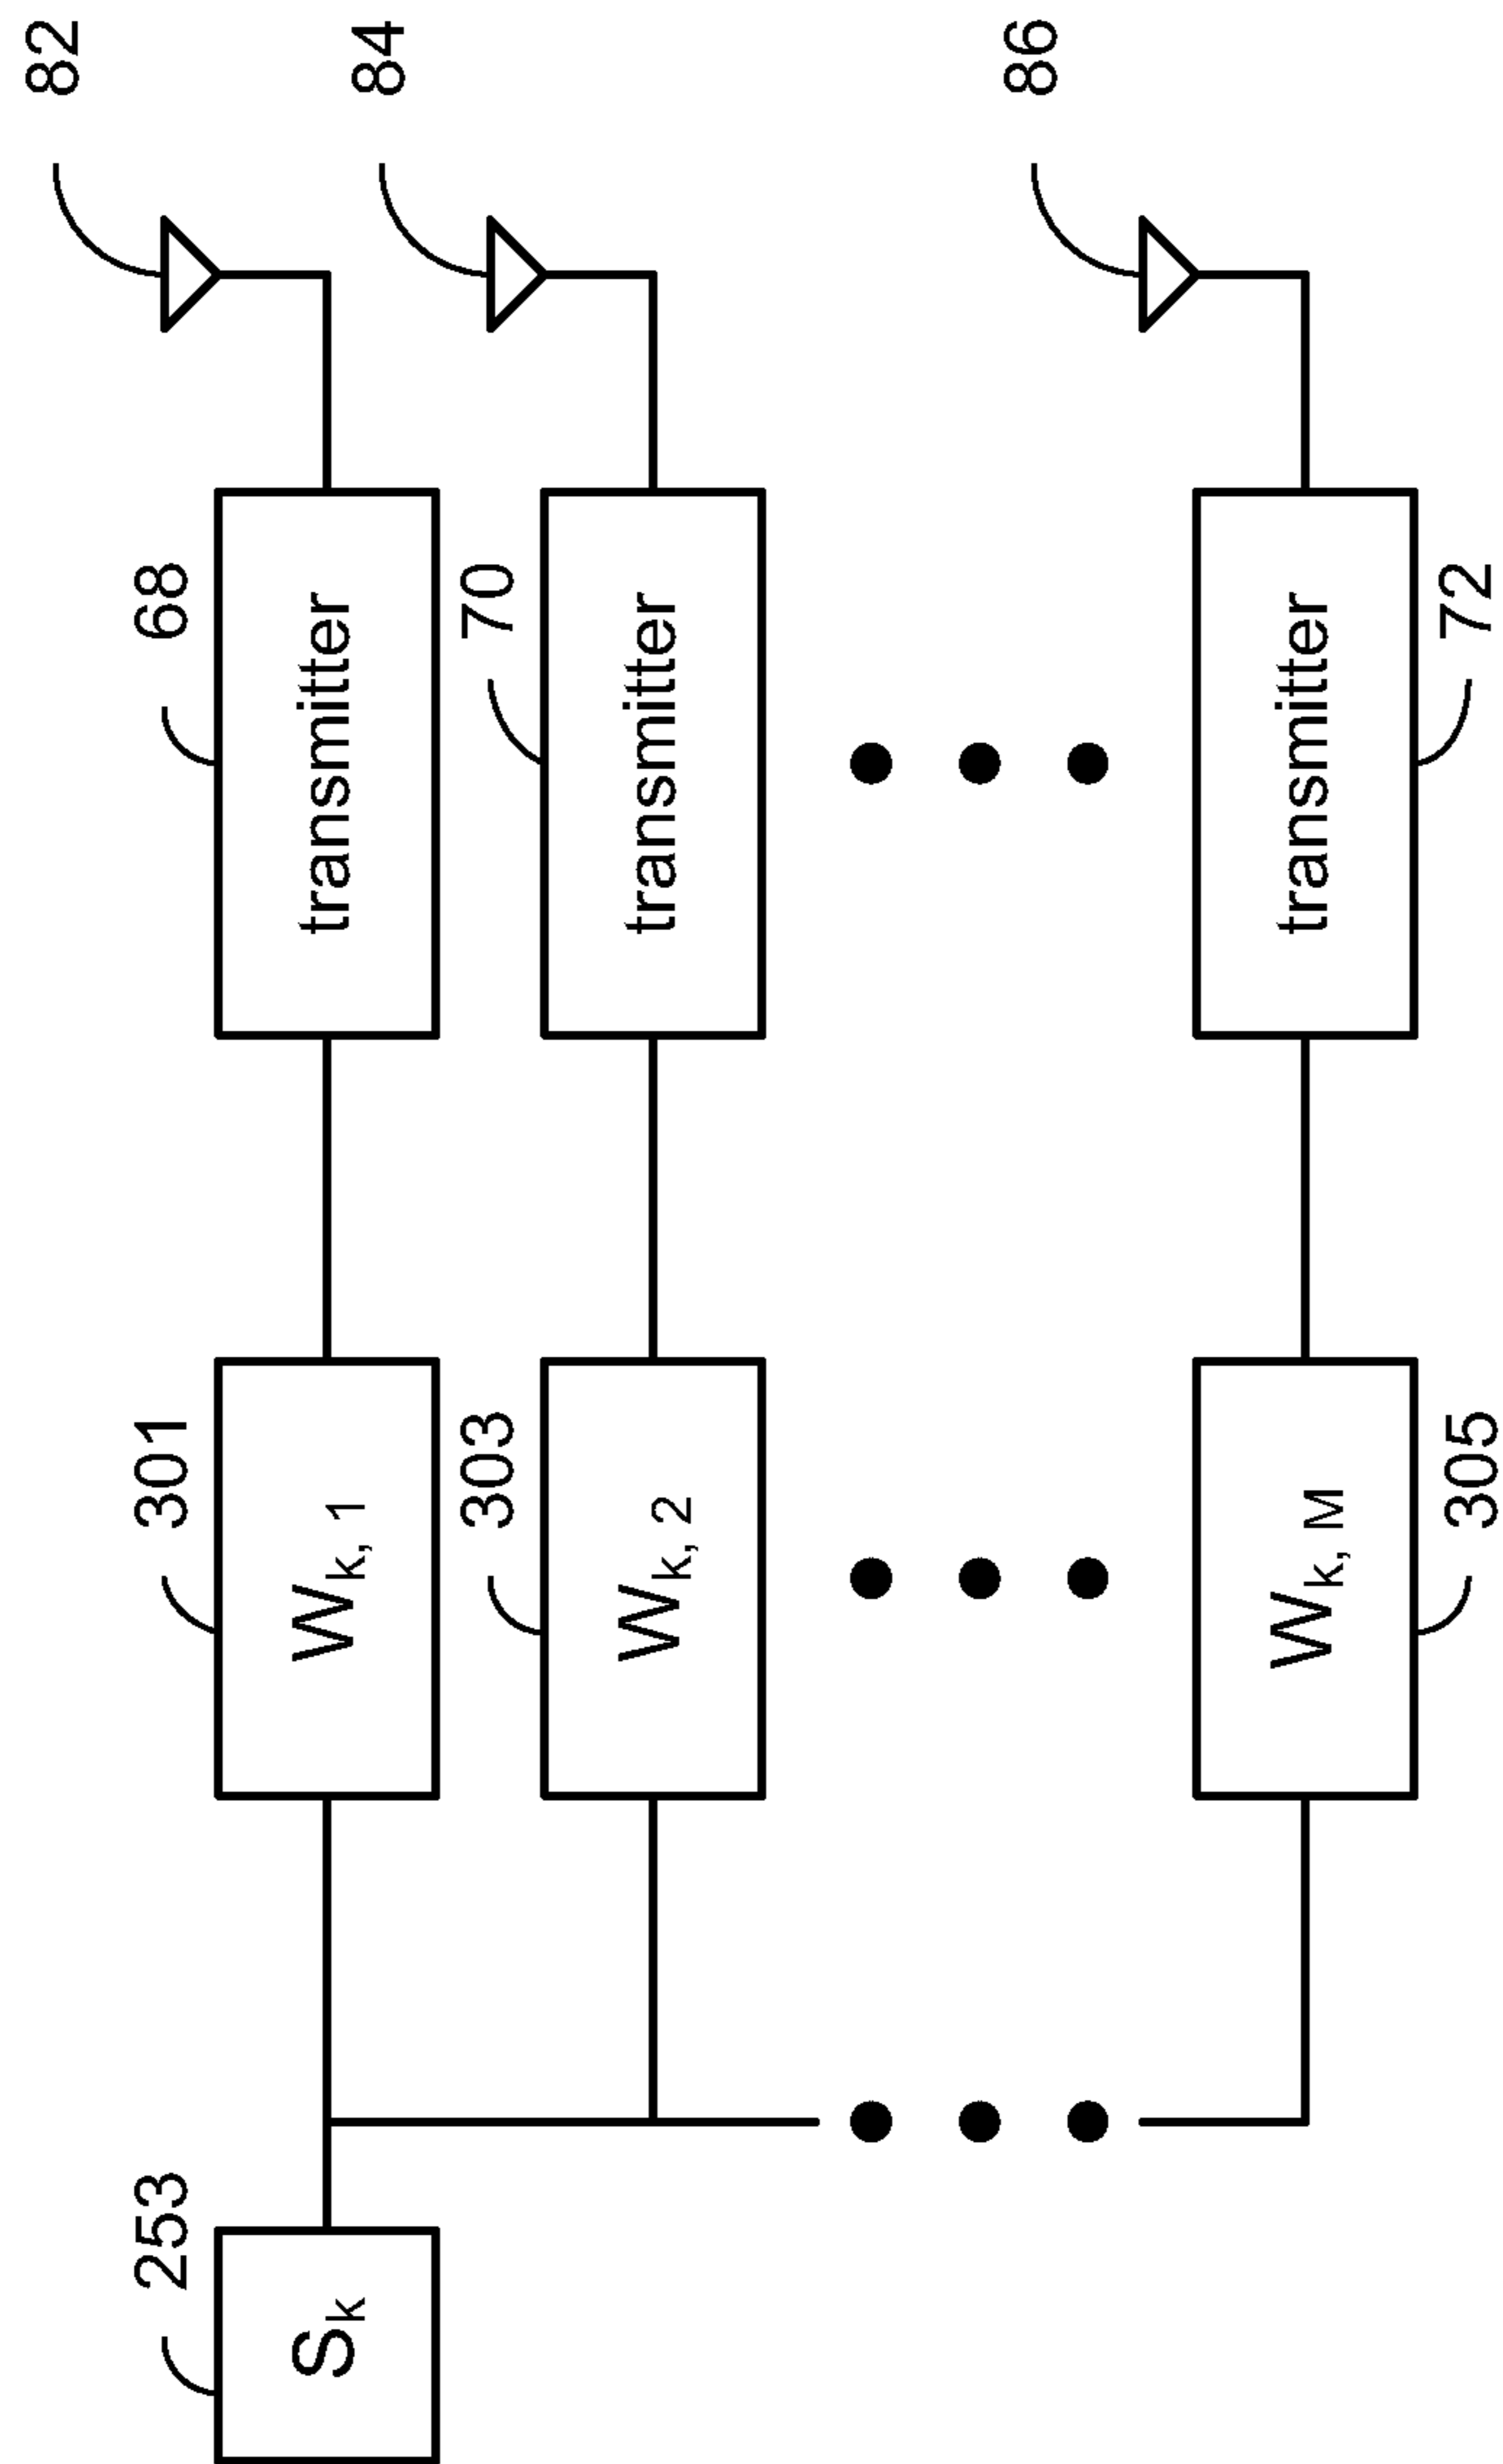 82
68
301
253
S_k
W_k, 1
transmitter
84
70
303
W_k, 2
transmitter
86
W_k, M
transmitter
305
72